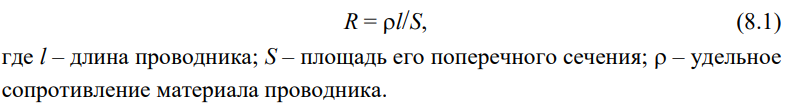 R = ρl/S, (8.1)
где l – длина проводника; S – площадь его поперечного сечения; ρ – удельное
сопротивление материала проводника.